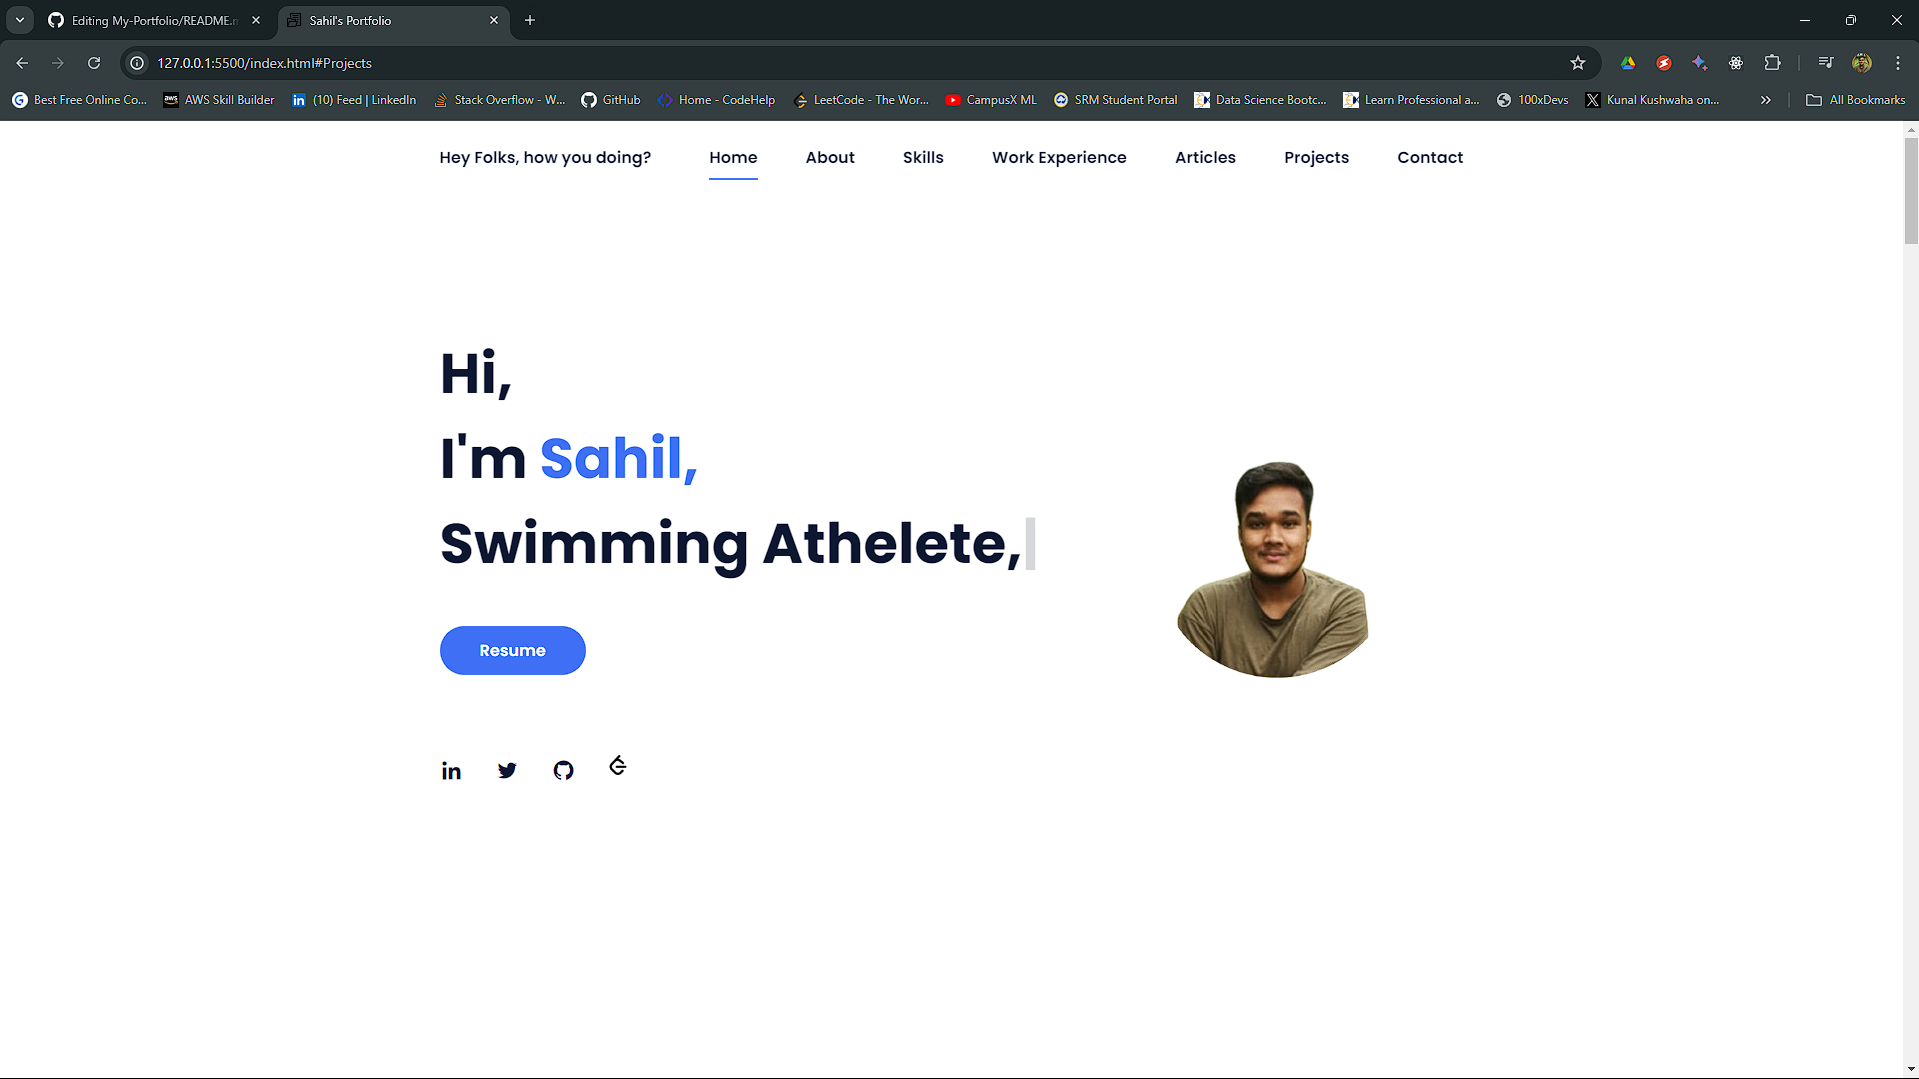 Editing My-Portfolio/README.m
Sahil's Portfolio
127.0.0.1:5500/index.html#Projects
Best Free Online Co...
aws
AWS Skill Builder
(10) Feed | LinkedIn
Stack Overflow - W...
GitHub
Home - CodeHelp
LeetCode - The Wor...
CampusX ML
SRM Student Portal
Data Science Bootc...
Learn Professional a...
100xDevs
Kunal Kushwaha on...
All Bookmarks
Hey Folks, how you doing?
Home
About
Skills
Work Experience
Articles
Projects
Contact
Hi,
I'm Sahil,
Swimming Athelete,
Resume
in